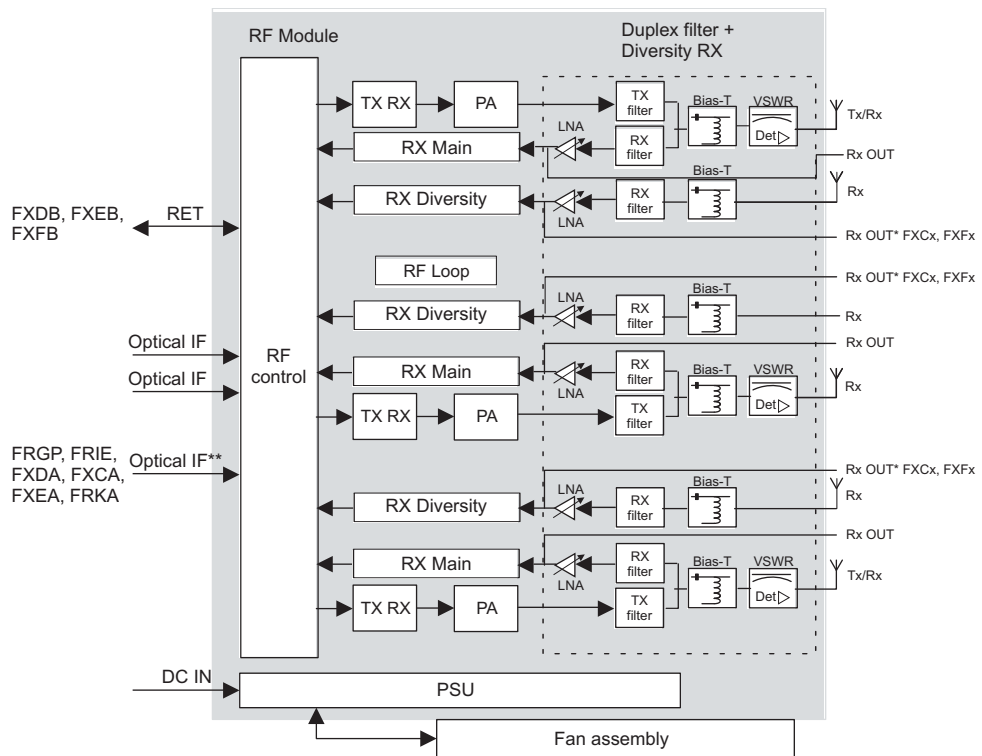 RF Module
Duplex filter +
Diversity RX
TX RX
PA
TX
filter
Bias-T
VSWR
Det
Tx/Rx
LNA
RX Main
RX
filter
Rx OUT
Bias-T
RX Diversity
LNA
RX
filter
Rx
FXDB, FXEB,
FXFB
RET
Rx OUT* FXCx, FXFx
RF Loop
Rx OUT* FXCx, FXFx
LNA
Bias-T
RX Diversity
RX
filter
Rx
Optical IF
RF
control
Rx OUT
RX Main
LNA
RX
filter
Bias-T
VSWR
Det
Rx
Optical IF
TX RX
PA
TX
filter
FRGP, FRIE,
FXDA, FXCA,
FXEA, FRKA
Optical IF**
Rx OUT* FXCx, FXFx
Bias-T
Rx
RX Diversity
LNA
RX
filter
Rx OUT
RX Main
LNA
RX
filter
Bias-T
VSWR
Det
Tx/Rx
TX RX
PA
TX
filter
DC IN
PSU
Fan assembly